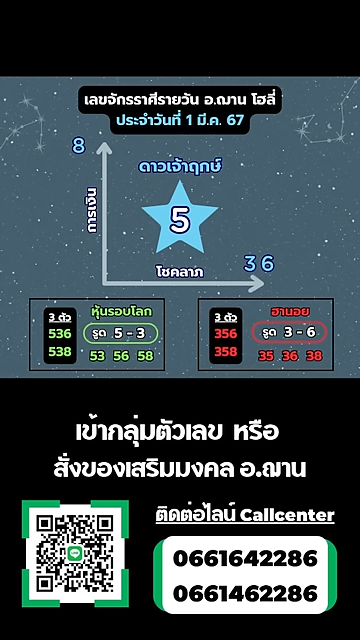 เลขจักรราศีรายวัน อ.ฌาน โฮลี่
ประจำวันที่ 1 มี.ค. 67
8
ดาวเจ้าฤกษ์
การเงิน
5
โชคลาภ
3 6
3 ตัว
536
538
หุ้นรอบโลก
รูด 5 - 3
53 56 58
3 ตัว
356
358
ฮานอย
รูด 3 - 6
35 36 38
เข้ากลุ่มตัวเลข หรือ
สั่งของเสริมมงคล อ.ฌาน
ติดต่อไลน์ Callcenter
0661642286
0661462286
LINE